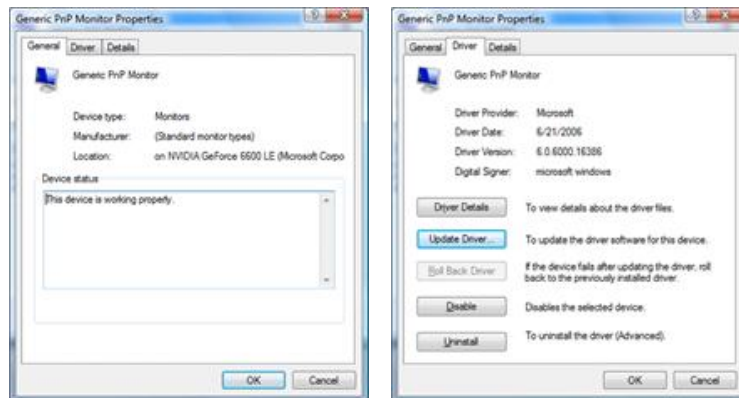 Generic PnP Monitor Properties
General Driver Details
Generic PnP Monitor
Device type: Monitors
Manufacturer: (Standard monitor types)
Location: on NVIDIA GeForce 6600 LE (Microsoft Corpo
Device status
This device is working properly.
OK Cancel
Generic PnP Monitor Properties
General Driver Details
Generic PnP Monitor
Driver Provider: Microsoft
Driver Date: 6/21/2006
Driver Version: 6.0.6000.16386
Digital Signer: microsoft windows
Driver Details To view details about the driver files.
Update Driver... To update the driver software for this device.
Roll Back Driver If the device fails after updating the driver, roll
back to the previously installed driver.
Disable Disables the selected device.
Uninstall To uninstall the driver (Advanced).
OK Cancel